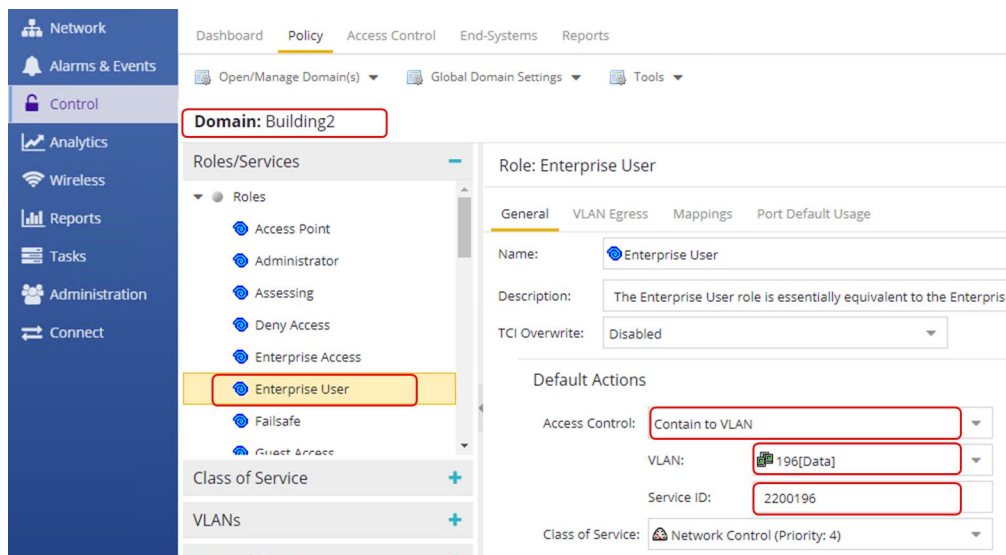 Network
Alarms & Events
Control
Analytics
Wireless
Reports
Tasks
Administration
Connect
Dashboard Policy Access Control End-Systems Reports
Open/Manage Domain(s) Global Domain Settings Tools
Domain: Building2
Roles/Services
Roles
Access Point
Administrator
Assessing
Deny Access
Enterprise Access
Enterprise User
Failsafe
Guest Access
Class of Service
VLANs
Role: Enterprise User
General VLAN Egress Mappings Port Default Usage
Name: Enterprise User
Description: The Enterprise User role is essentially equivalent to the Enterpris
TCI Overwrite: Disabled
Default Actions
Access Control: Contain to VLAN
VLAN: 196[Data]
Service ID: 2200196
Class of Service: Network Control (Priority: 4)